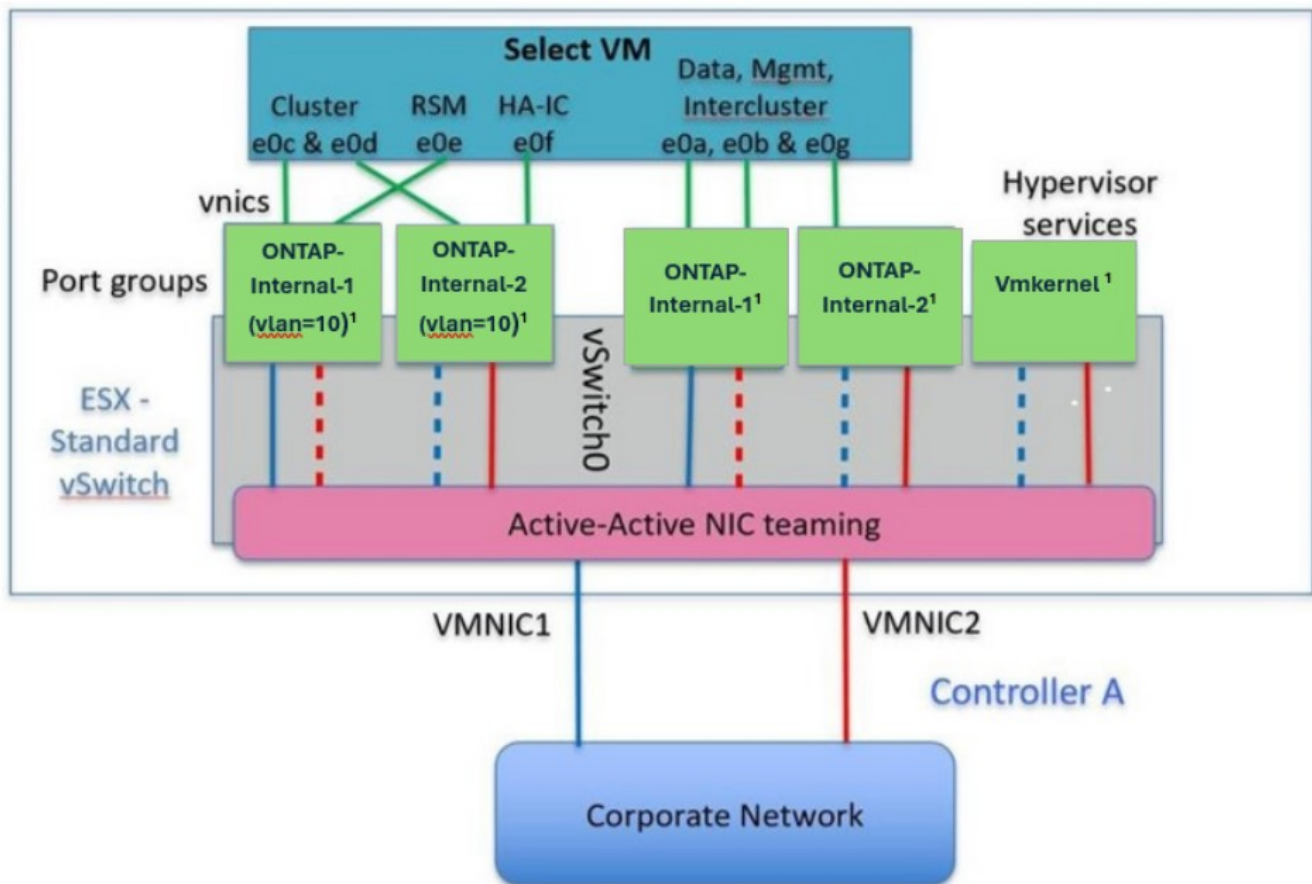 Select VM
Data, Mgmt,
Intercluster
Cluster
RSM
HA-IC
e0c & e0d
e0e
e0f
e0a, e0b & e0g
vnics
Hypervisor
services
Port groups
ONTAP-
Internal-1
(vlan=10)¹
ONTAP-
Internal-2
(vlan=10)¹
ONTAP-
Internal-1¹
ONTAP-
Internal-2¹
Vmkernel ¹
ESX -
Standard
vSwitch
vSwitch0
Active-Active NIC teaming
VMNIC1
VMNIC2
Controller A
Corporate Network